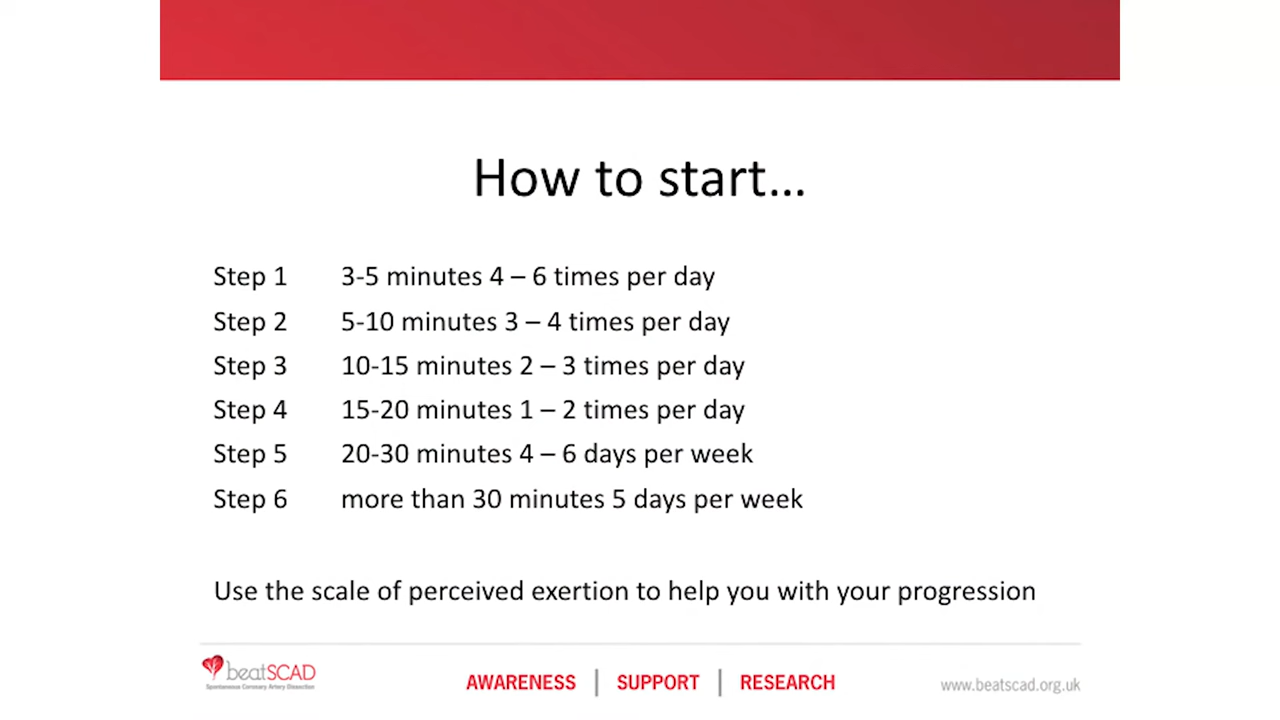 How to start...
Step 1 3-5 minutes 4 – 6 times per day
Step 2 5-10 minutes 3 – 4 times per day
Step 3 10-15 minutes 2 – 3 times per day
Step 4 15-20 minutes 1 – 2 times per day
Step 5 20-30 minutes 4 – 6 days per week
Step 6 more than 30 minutes 5 days per week
Use the scale of perceived exertion to help you with your progression
beatSCAD
Spontaneous Coronary Artery Dissection
AWARENESS | SUPPORT | RESEARCH
www.beatscad.org.uk